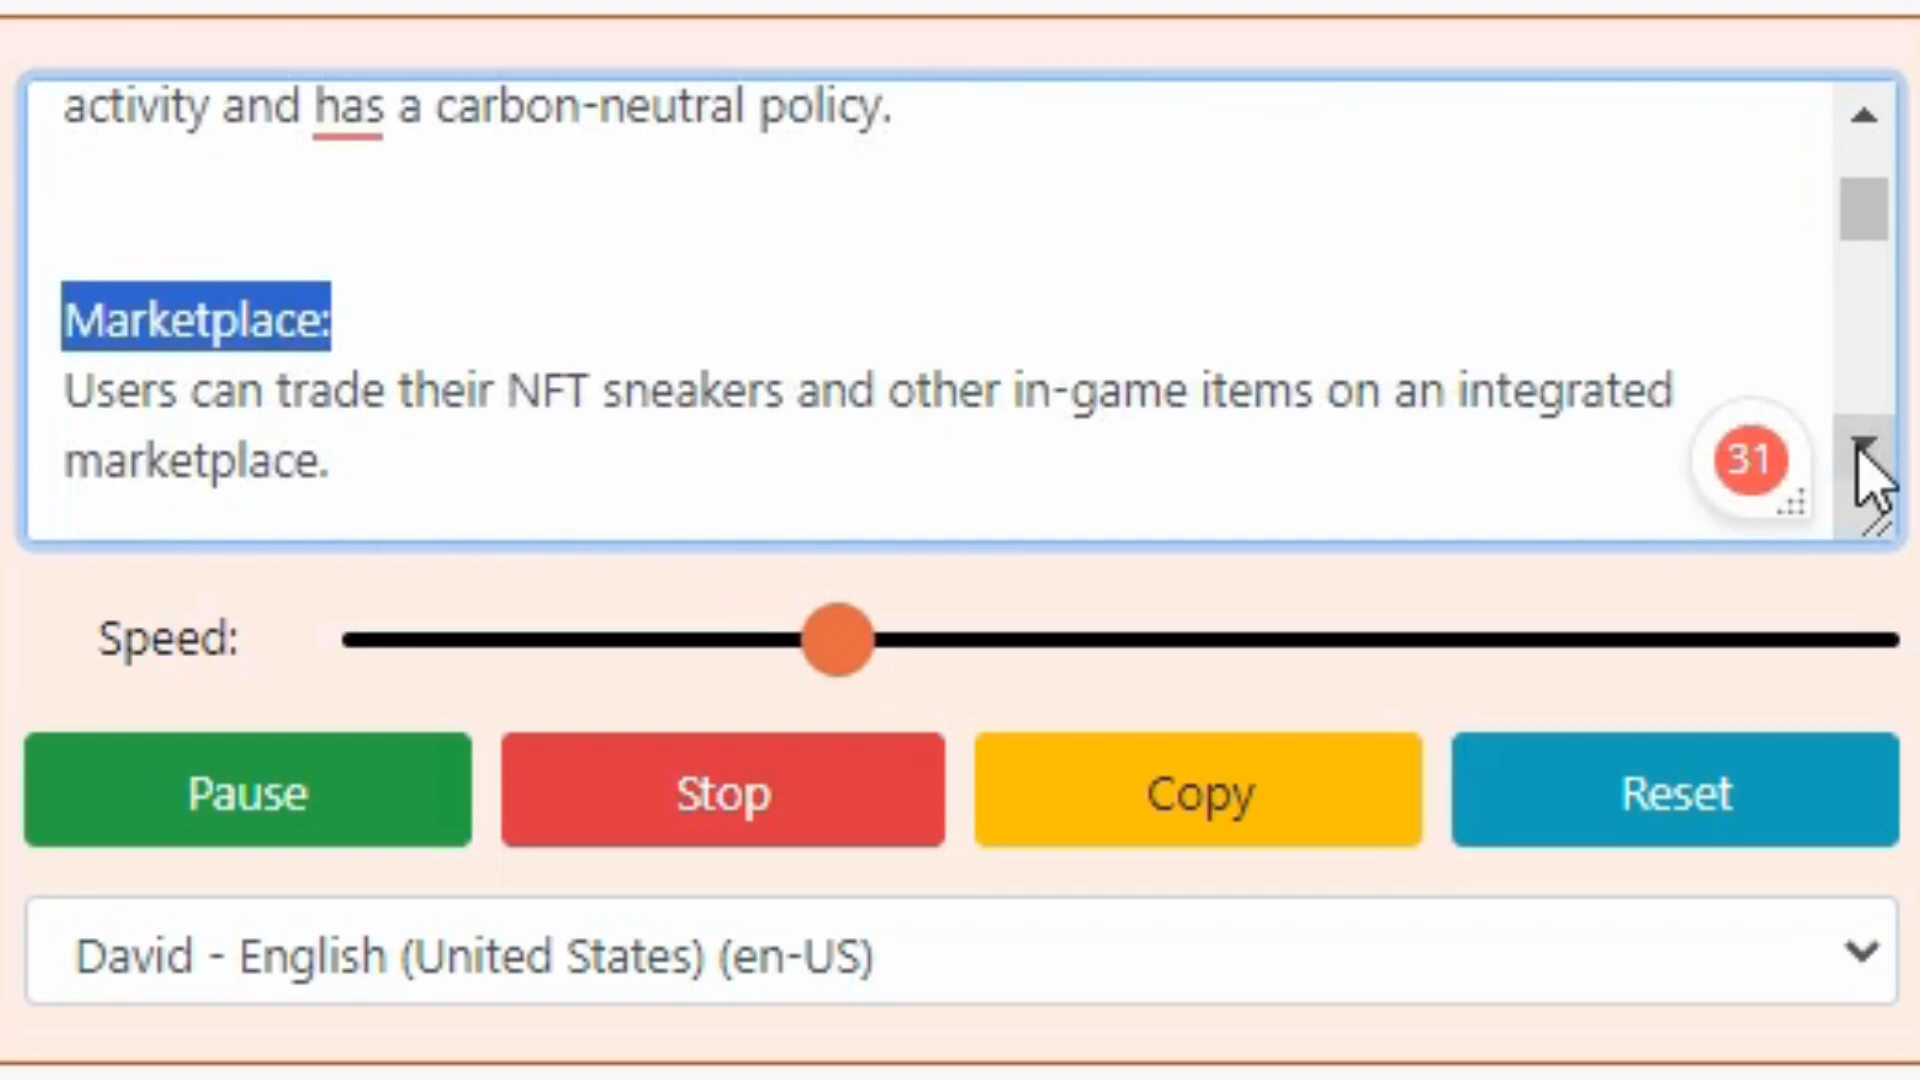 activity and has a carbon-neutral policy.
Marketplace:
Users can trade their NFT sneakers and other in-game items on an integrated
marketplace.
31
Speed:
Pause
Stop
Copy
Reset
David - English (United States) (en-US)